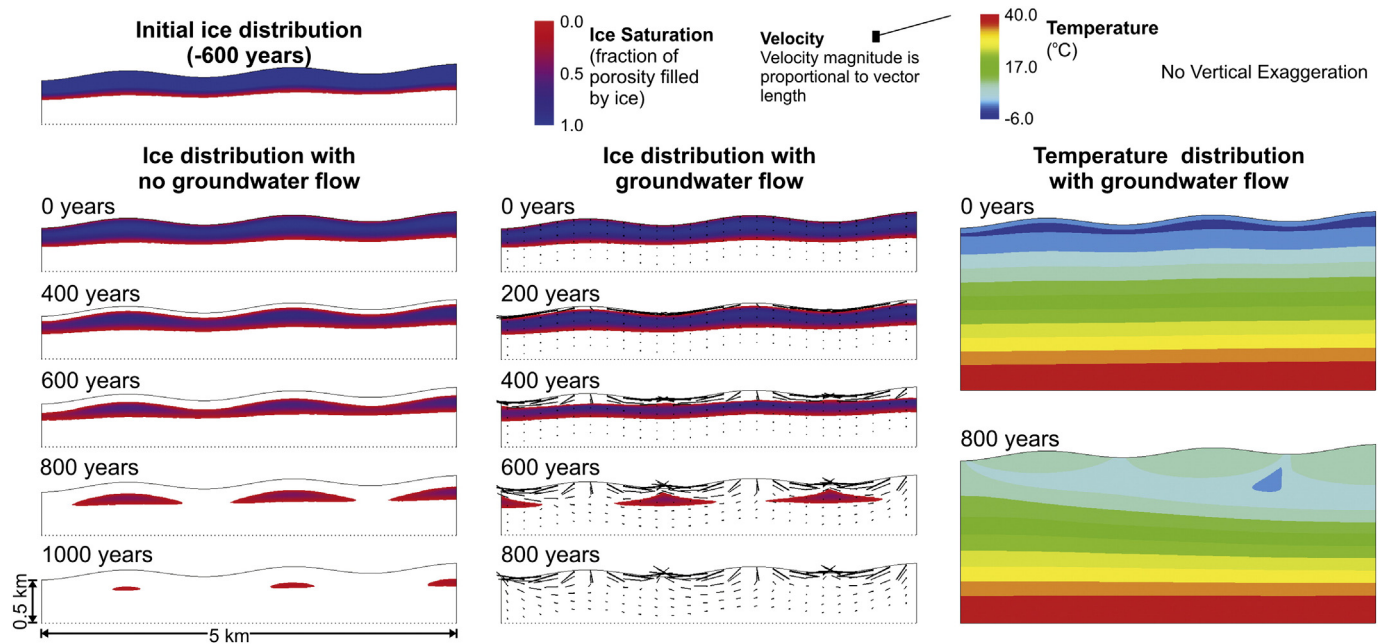 Initial ice distribution
(-600 years)
0.0
0.5
1.0
Ice Saturation
(fraction of
porosity filled
by ice)
Velocity
Velocity magnitude is
proportional to vector
length
40.0
17.0
-6.0
Temperature
(°C)
No Vertical Exaggeration
Ice distribution with
no groundwater flow
0 years
400 years
600 years
800 years
1000 years
0.5 km
5 km
Ice distribution with
groundwater flow
0 years
200 years
400 years
600 years
800 years
Temperature distribution
with groundwater flow
0 years
800 years